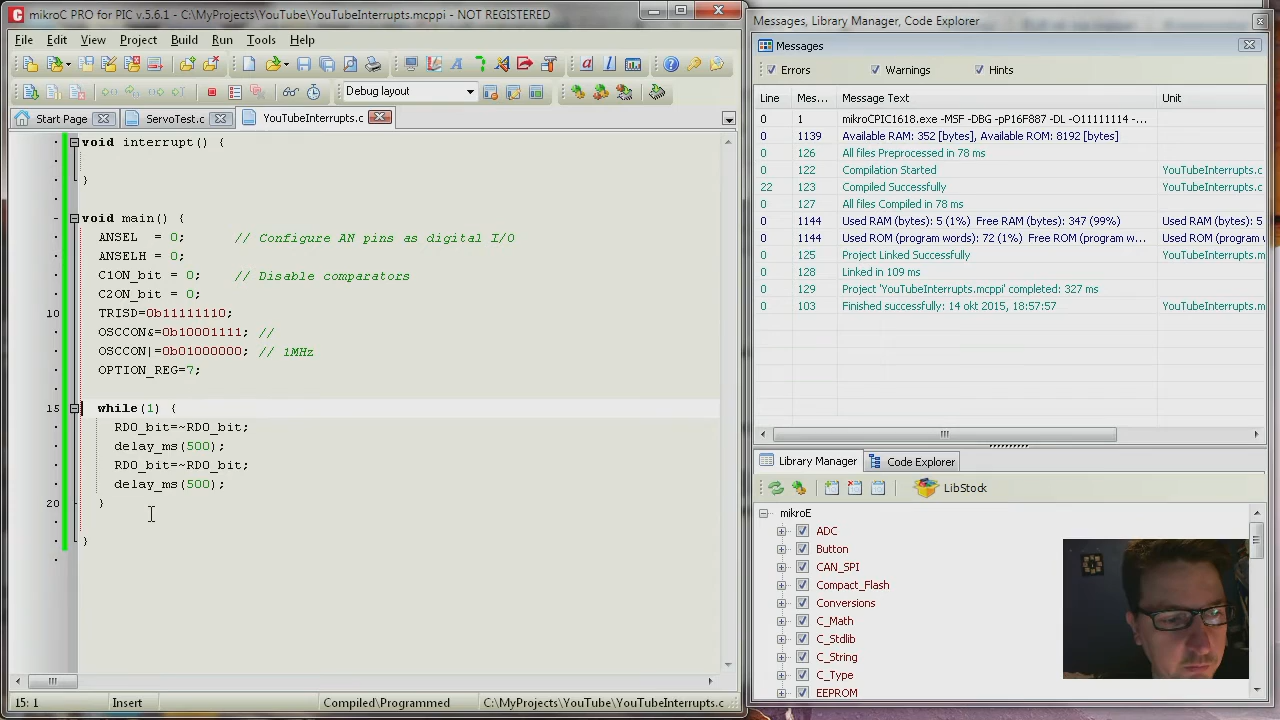 mikroC PRO for PIC v.5.6.1 - C:\MyProjects\YouTube\YouTubeInterrupts.mcppi - NOT REGISTERED
File Edit View Project Build Run Tools Help
Debug layout
Start Page ServoTest.c YouTubeInterrupts.c
void interrupt() {
}
void main() {
ANSEL = 0; // Configure AN pins as digital I/O
ANSELH = 0;
C1ON_bit = 0; // Disable comparators
C2ON_bit = 0;
10 TRISD=0b11111110;
OSCCON&=0b10001111; //
OSCCON|=0b01000000; // 1MHz
OPTION_REG=7;
15 while(1) {
RD0_bit=~RD0_bit;
delay_ms(500);
RD0_bit=~RD0_bit;
delay_ms(500);
20 }
}
15: 1 Insert Compiled\Programmed C:\MyProjects\YouTube\YouTubeInterrupts.c
Messages, Library Manager, Code Explorer
Messages
Errors Warnings Hints
Line Mes... Message Text Unit
0 1 mikroCPIC1618.exe -MSF -DBG -pP16F887 -DL -O11111114 -...
0 1139 Available RAM: 352 [bytes], Available ROM: 8192 [bytes]
0 126 All files Preprocessed in 78 ms
0 122 Compilation Started YouTubeInterrupts.c
22 123 Compiled Successfully YouTubeInterrupts.c
0 127 All files Compiled in 78 ms
0 1144 Used RAM (bytes): 5 (1%) Free RAM (bytes): 347 (99%) Used RAM (bytes): 5
0 1144 Used ROM (program words): 72 (1%) Free ROM (program w... Used ROM (program w
0 125 Project Linked Successfully YouTubeInterrupts.m
0 128 Linked in 109 ms
0 129 Project 'YouTubeInterrupts.mcppi' completed: 327 ms
0 103 Finished successfully: 14 okt 2015, 18:57:57 YouTubeInterrupts.m
Library Manager Code Explorer
LibStock
mikroE
ADC
Button
CAN_SPI
Compact_Flash
Conversions
C_Math
C_Stdlib
C_String
C_Type
EEPROM